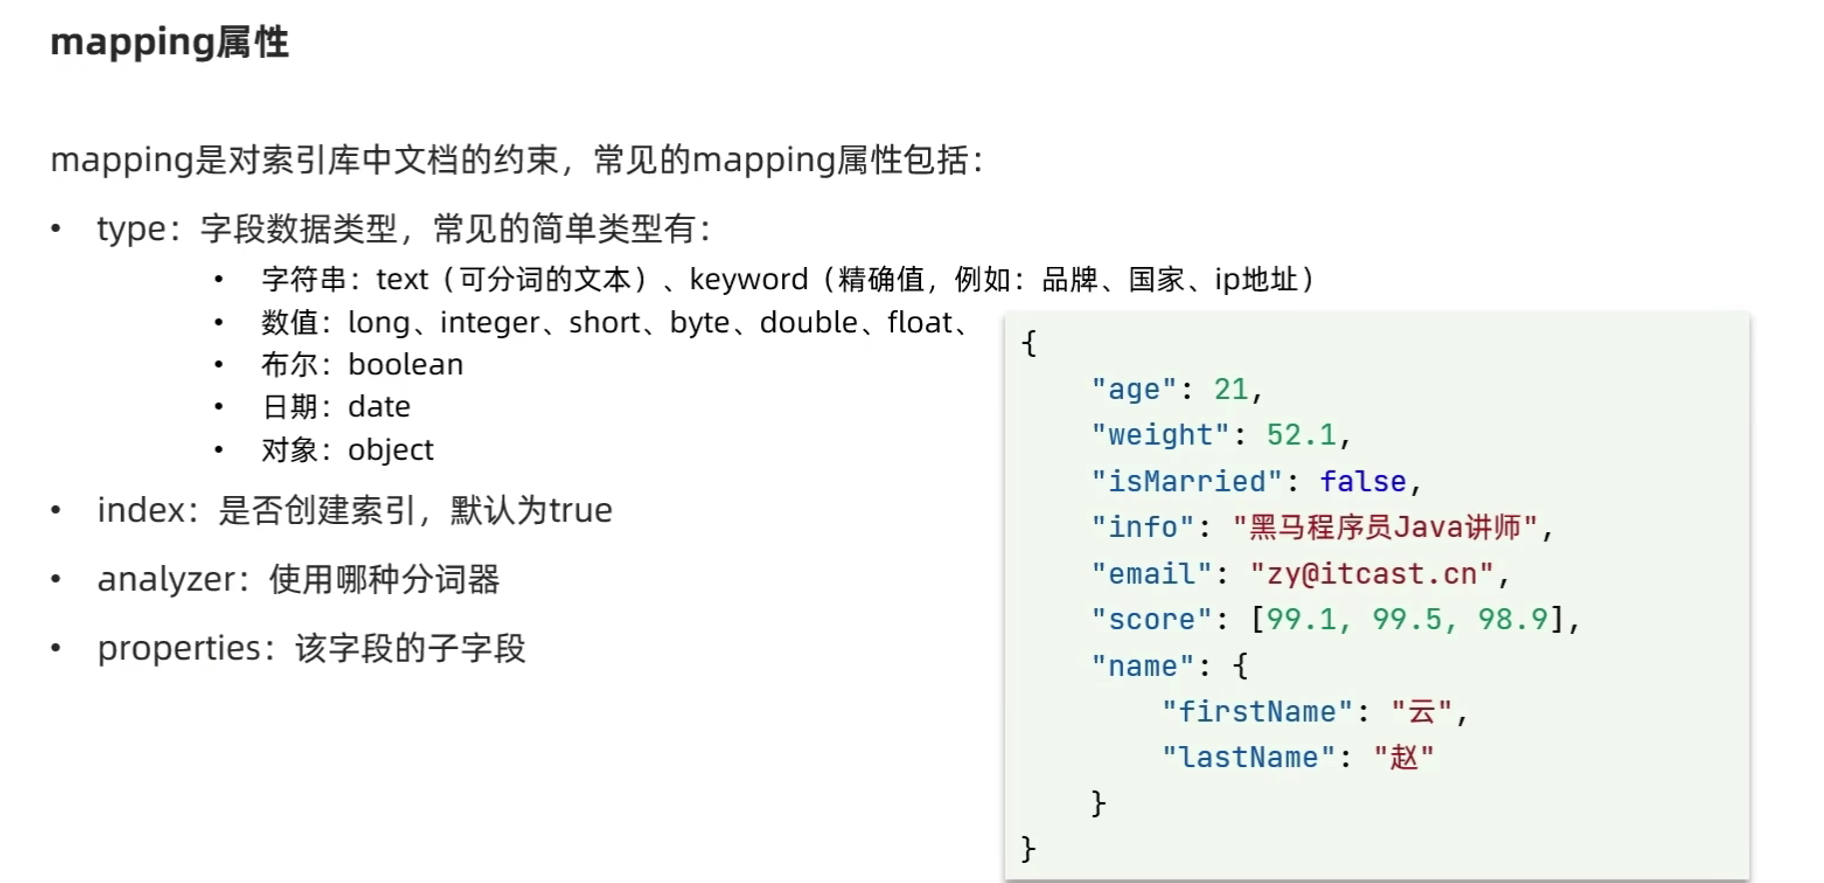 mapping属性
mapping是对索引库中文档的约束，常见的mapping属性包括：
• type：字段数据类型，常见的简单类型有：
• 字符串：text（可分词的文本）、keyword（精确值，例如：品牌、国家、ip地址）
• 数值：long、integer、short、byte、double、float、
• 布尔：boolean
• 日期：date
• 对象：object
• index：是否创建索引，默认为true
• analyzer：使用哪种分词器
• properties：该字段的子字段
{
"age": 21,
"weight": 52.1,
"isMarried": false,
"info": "黑马程序员Java讲师",
"email": "zy@itcast.cn",
"score": [99.1, 99.5, 98.9],
"name": {
"firstName": "云",
"lastName": "赵"
}
}